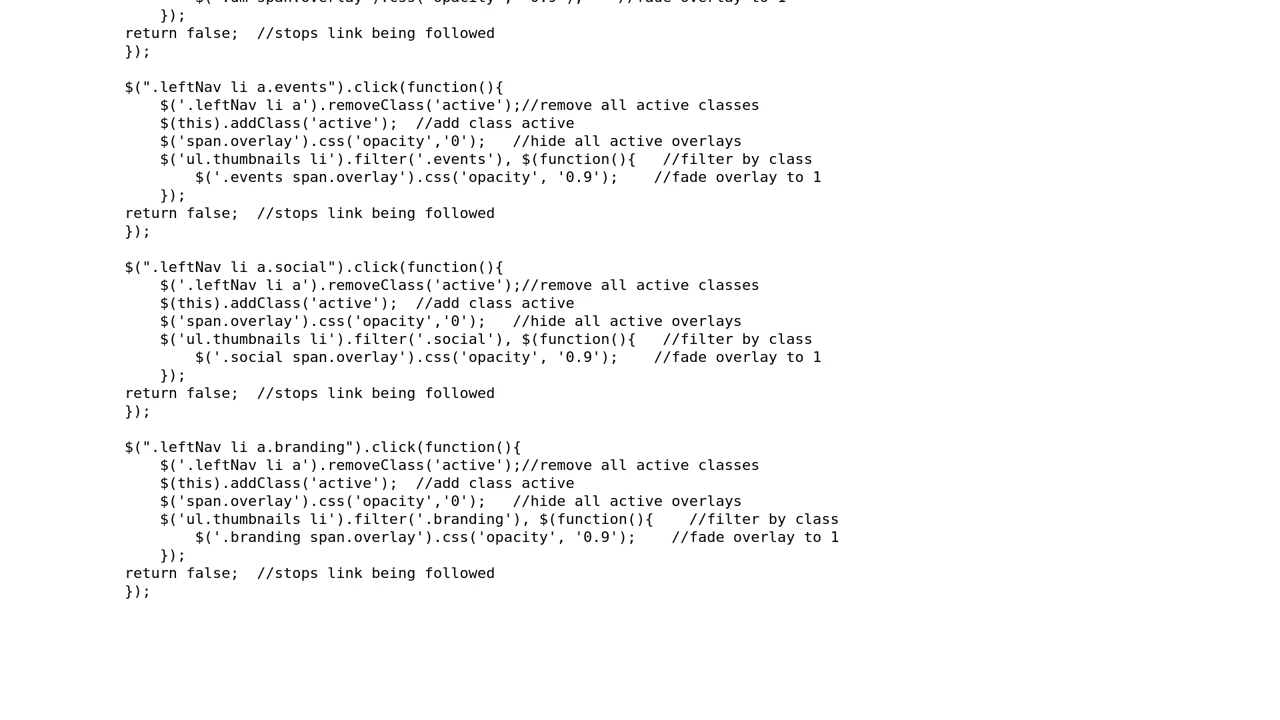 });
return false;  //stops link being followed
});
$(".leftNav li a.events").click(function(){
$('.leftNav li a').removeClass('active');//remove all active classes
$(this).addClass('active');  //add class active
$('span.overlay').css('opacity','0');   //hide all active overlays
$('ul.thumbnails li').filter('.events'), $(function(){   //filter by class
$('.events span.overlay').css('opacity', '0.9');    //fade overlay to 1
});
return false;  //stops link being followed
});
$(".leftNav li a.social").click(function(){
$('.leftNav li a').removeClass('active');//remove all active classes
$(this).addClass('active');  //add class active
$('span.overlay').css('opacity','0');   //hide all active overlays
$('ul.thumbnails li').filter('.social'), $(function(){   //filter by class
$('.social span.overlay').css('opacity', '0.9');    //fade overlay to 1
});
return false;  //stops link being followed
});
$(".leftNav li a.branding").click(function(){
$('.leftNav li a').removeClass('active');//remove all active classes
$(this).addClass('active');  //add class active
$('span.overlay').css('opacity','0');   //hide all active overlays
$('ul.thumbnails li').filter('.branding'), $(function(){    //filter by class
$('.branding span.overlay').css('opacity', '0.9');    //fade overlay to 1
});
return false;  //stops link being followed
});